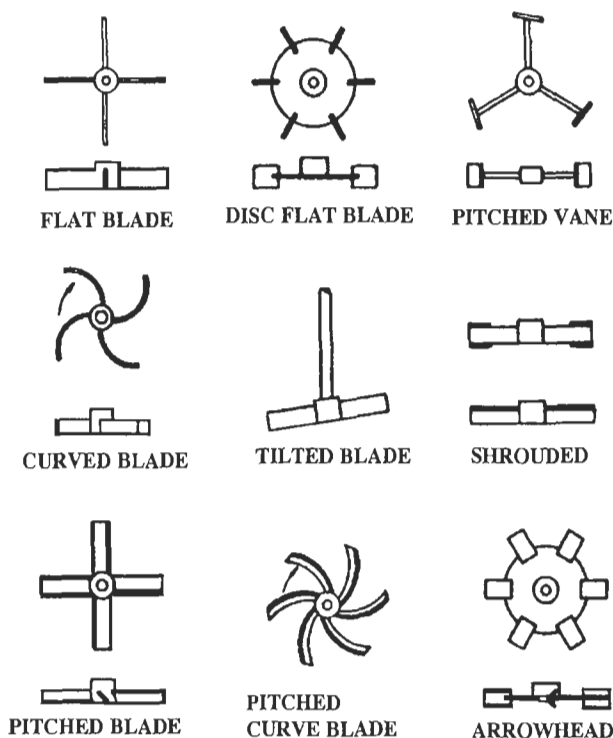 FLAT BLADE
DISC FLAT BLADE
PITCHED VANE
CURVED BLADE
TILTED BLADE
SHROUDED
PITCHED BLADE
PITCHED
CURVE BLADE
ARROWHEAD